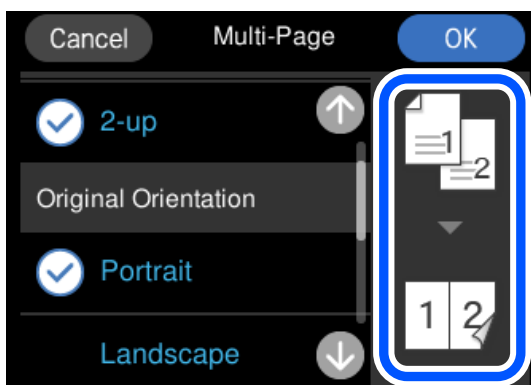 Cancel Multi-Page OK
2-up
Original Orientation
Portrait
Landscape
1
2
1 2